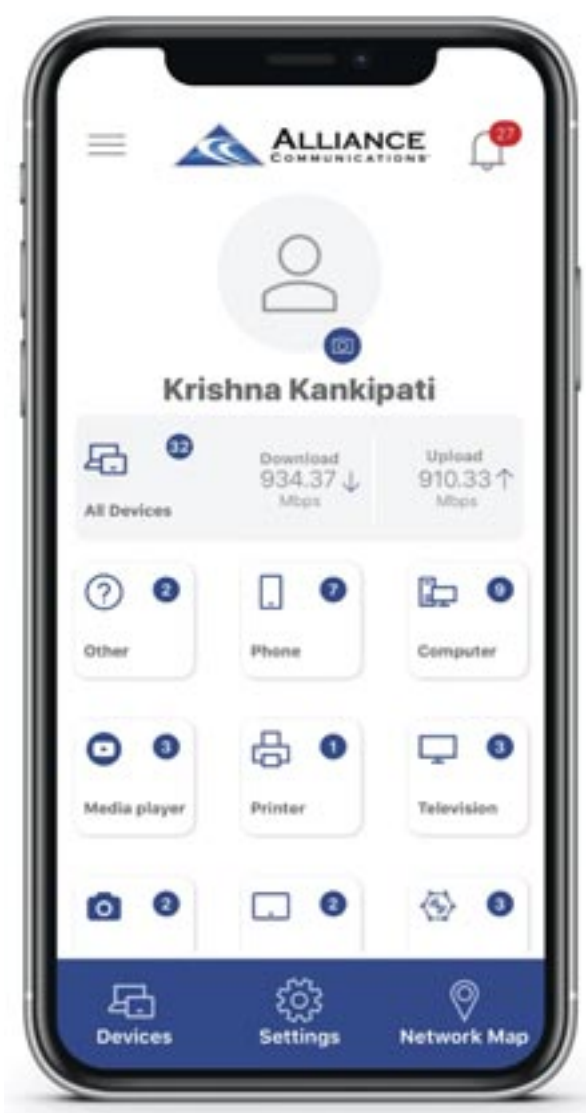 27
ALLIANCE
COMMUNICATIONS
Krishna Kankipati
32
All Devices
Download
934.37
Mbps
Upload
910.33
Mbps
2
Other
7
Phone
9
Computer
3
Media player
1
Printer
3
Television
2
2
3
Devices
Settings
Network Map